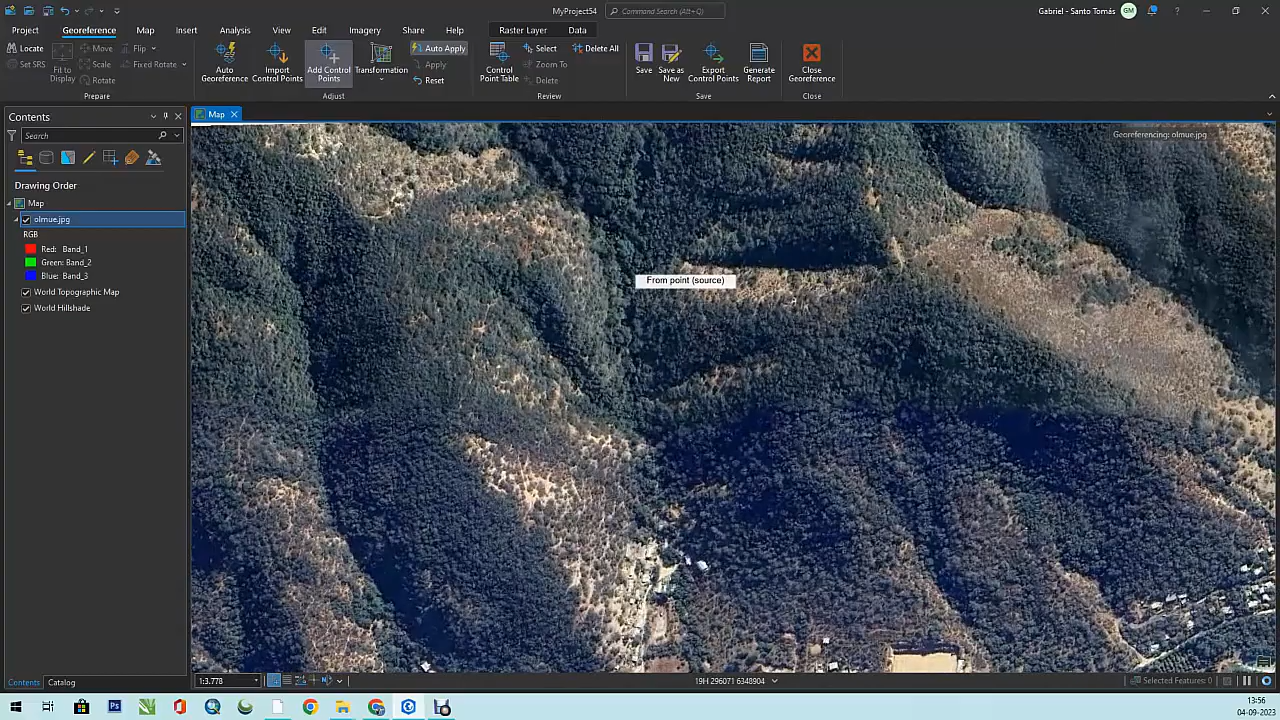 MyProject54
Command Search (Alt+Q)
Gabriel - Santo Tomás
GM
?
Project
Georeference
Map
Insert
Analysis
View
Edit
Imagery
Share
Help
Raster Layer
Data
Locate
Set SRS
Fit to Display
Move
Scale
Rotate
Flip
Fixed Rotate
Prepare
Auto Georeference
Import Control Points
Add Control Points
Transformation
Auto Apply
Apply
Reset
Adjust
Control Point Table
Select
Zoom To
Delete
Delete All
Review
Save
Save as New
Export Control Points
Generate Report
Save
Close Georeference
Close
Contents
Search
Drawing Order
Map
olmue.jpg
RGB
Red: Band_1
Green: Band_2
Blue: Band_3
World Topographic Map
World Hillshade
Map
Georeferencing: olmue.jpg
From point (source)
Contents
Catalog
1:3.778
19H 296071 6348904
Selected Features: 0
Ps
13:56
04-09-2023